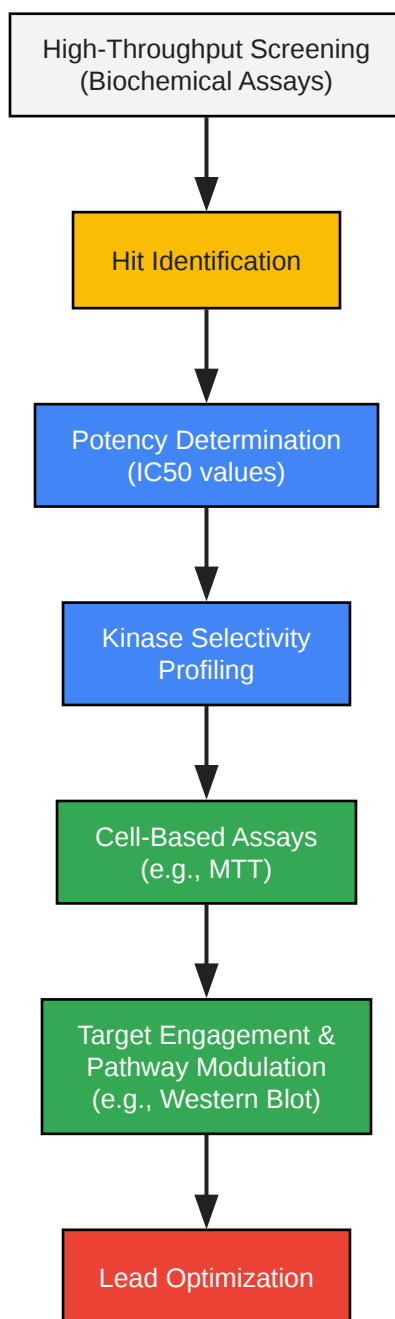 High-Throughput Screening
(Biochemical Assays)
Hit Identification
Potency Determination
(IC50 values)
Kinase Selectivity
Profiling
Cell-Based Assays
(e.g., MTT)
Target Engagement &
Pathway Modulation
(e.g., Western Blot)
Lead Optimization